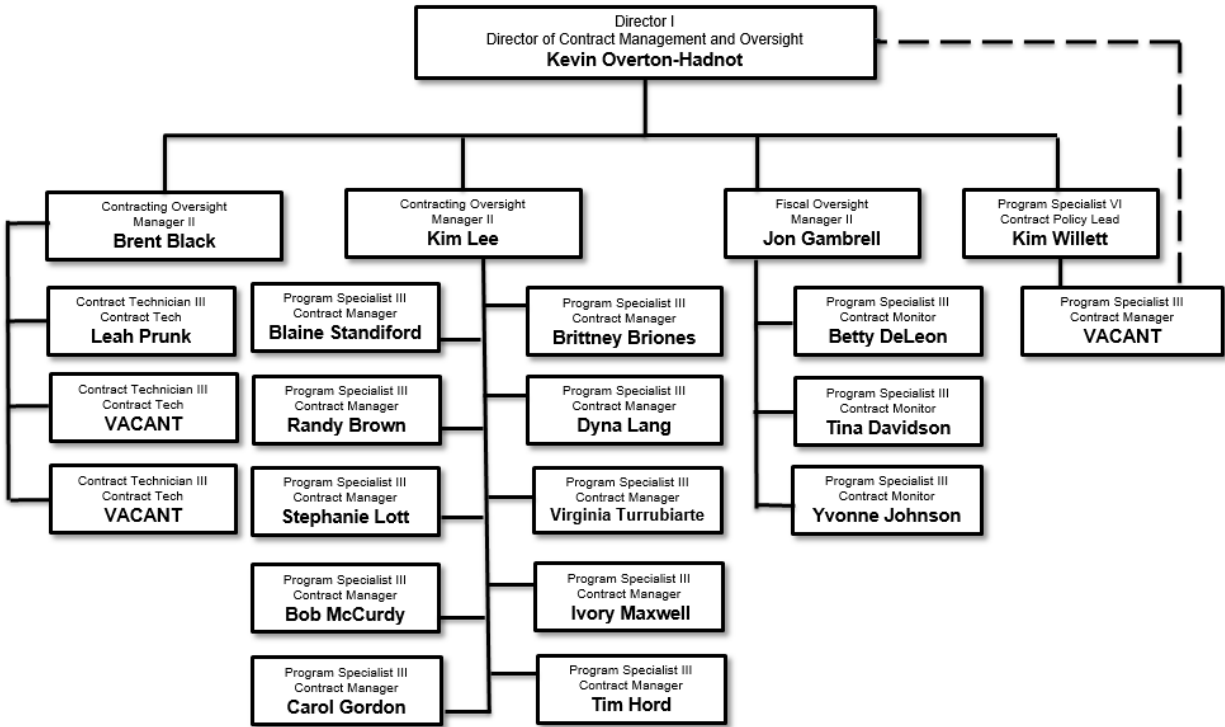 Director I
Director of Contract Management and Oversight
Kevin Overton-Hadnot
Contracting Oversight
Manager II
Brent Black
Contracting Oversight
Manager II
Kim Lee
Fiscal Oversight
Manager II
Jon Gambrell
Program Specialist VI
Contract Policy Lead
Kim Willett
Contract Technician III
Contract Tech
Leah Prunk
Contract Technician III
Contract Tech
VACANT
Contract Technician III
Contract Tech
VACANT
Program Specialist III
Contract Manager
Blaine Standiford
Program Specialist III
Contract Manager
Randy Brown
Program Specialist III
Contract Manager
Stephanie Lott
Program Specialist III
Contract Manager
Bob McCurdy
Program Specialist III
Contract Manager
Carol Gordon
Program Specialist III
Contract Manager
Brittney Briones
Program Specialist III
Contract Manager
Dyna Lang
Program Specialist III
Contract Manager
Virginia Turrubiarte
Program Specialist III
Contract Manager
Ivory Maxwell
Program Specialist III
Contract Manager
Tim Hord
Program Specialist III
Contract Monitor
Betty DeLeon
Program Specialist III
Contract Monitor
Tina Davidson
Program Specialist III
Contract Monitor
Yvonne Johnson
Program Specialist III
Contract Manager
VACANT